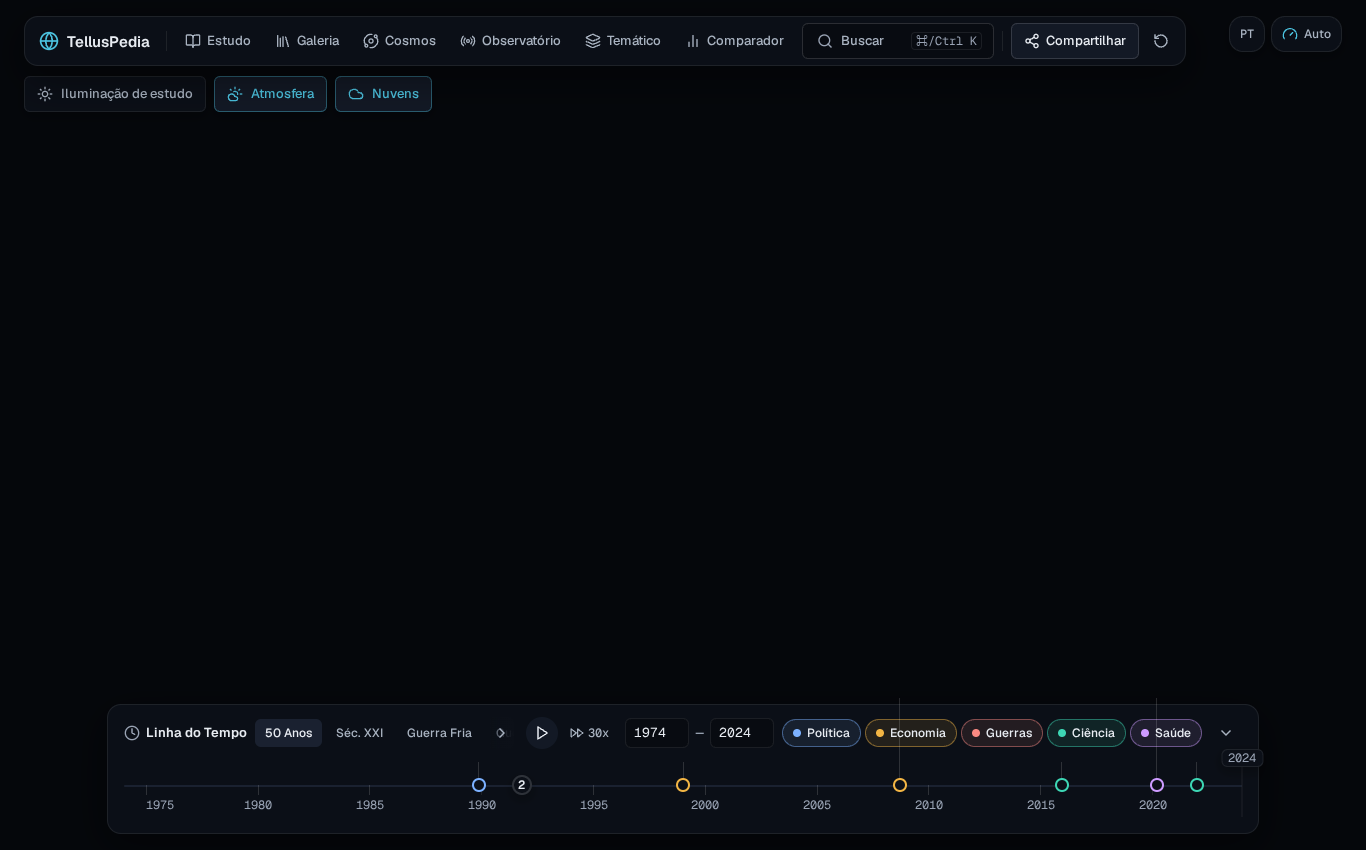 TellusPedia Estudo Galeria Cosmos Observatório Temático Comparador Buscar ⌘/Ctrl K Compartilhar PT Auto
Iluminação de estudo Atmosfera Nuvens
Linha do Tempo 50 Anos Séc. XXI Guerra Fria 30x 1974 – 2024 Política Economia Guerras Ciência Saúde
2024
2
1975 1980 1985 1990 1995 2000 2005 2010 2015 2020